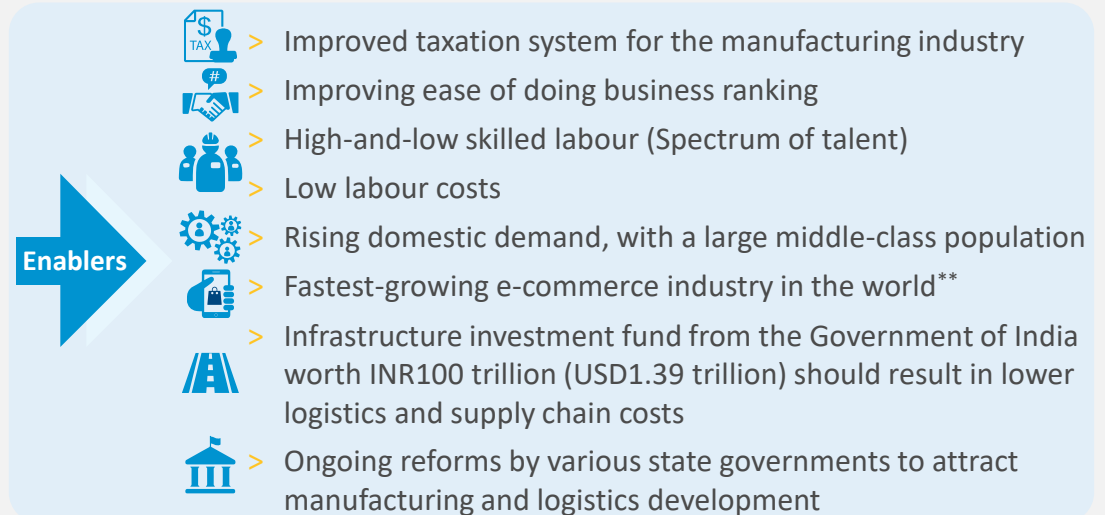 $
TAX
> Improved taxation system for the manufacturing industry
#
> Improving ease of doing business ranking
> High-and-low skilled labour (Spectrum of talent)
> Low labour costs
Enablers
> Rising domestic demand, with a large middle-class population
> Fastest-growing e-commerce industry in the world**
> Infrastructure investment fund from the Government of India
worth INR100 trillion (USD1.39 trillion) should result in lower
logistics and supply chain costs
> Ongoing reforms by various state governments to attract
manufacturing and logistics development